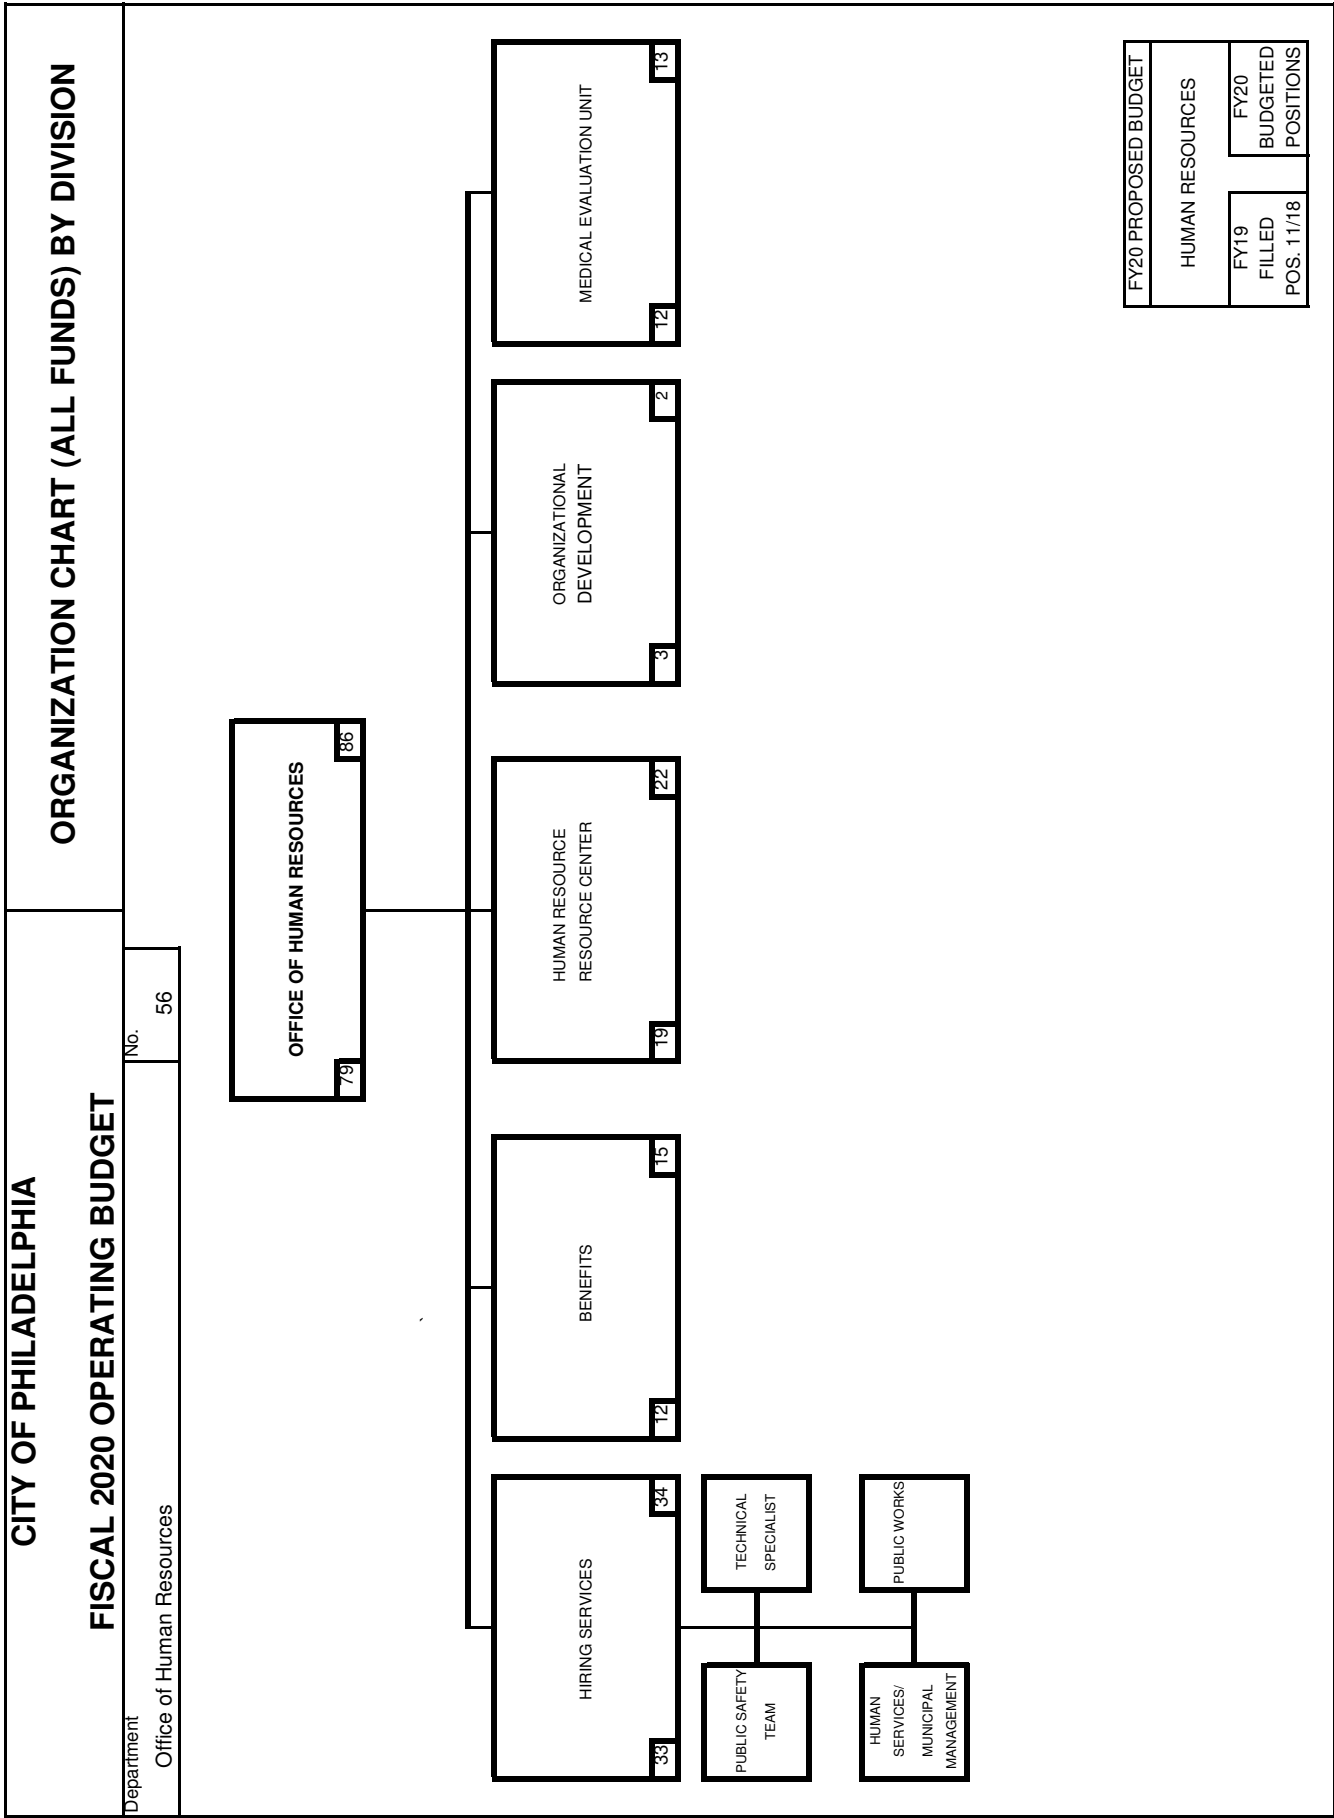 CITY OF PHILADELPHIA
FISCAL 2020 OPERATING BUDGET
ORGANIZATION CHART (ALL FUNDS) BY DIVISION
Department
Office of Human Resources
No.
56
OFFICE OF HUMAN RESOURCES
79
86
HIRING SERVICES
33
34
BENEFITS
12
15
HUMAN RESOURCE
RESOURCE CENTER
19
22
ORGANIZATIONAL
DEVELOPMENT
3
2
MEDICAL EVALUATION UNIT
12
13
PUBLIC SAFETY
TEAM
TECHNICAL
SPECIALIST
HUMAN
SERVICES/
MUNICIPAL
MANAGEMENT
PUBLIC WORKS
FY20 PROPOSED BUDGET
HUMAN RESOURCES
FY19
FILLED
POS. 11/18
FY20
BUDGETED
POSITIONS